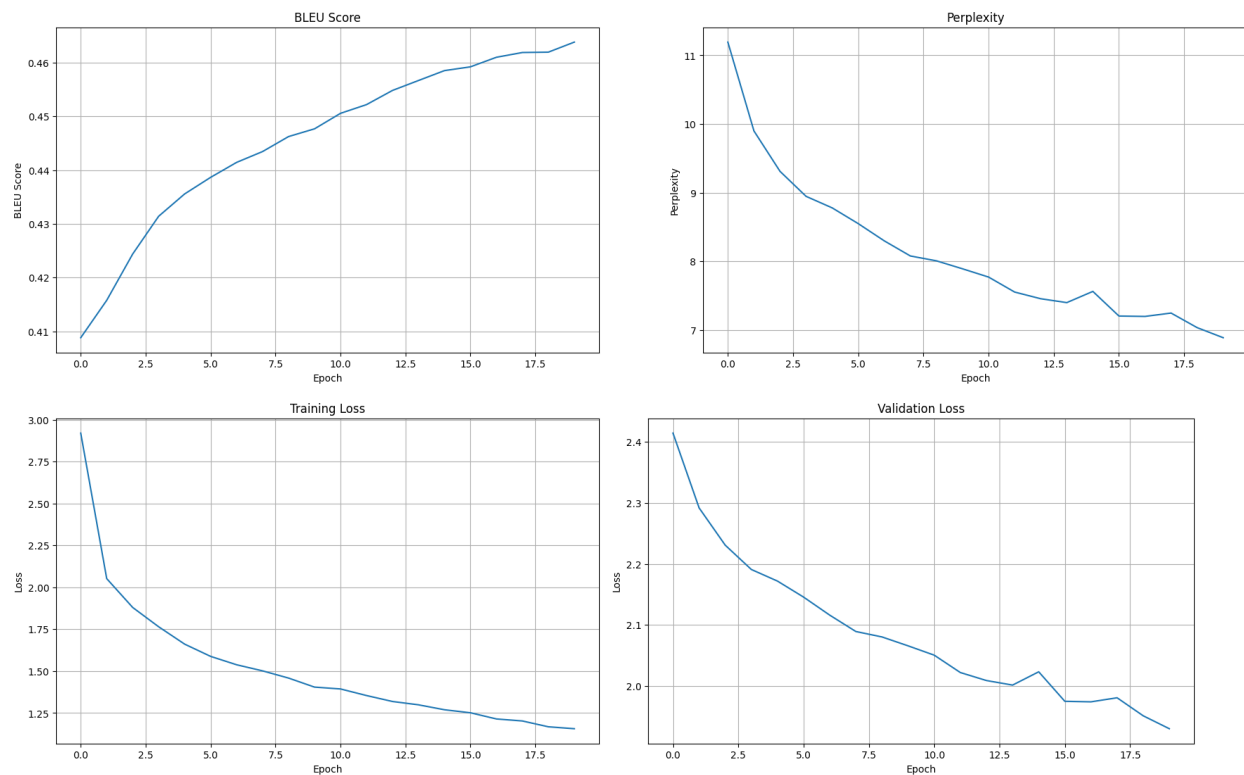 BLEU Score
BLEU Score
0.46
0.45
0.44
0.43
0.42
0.41
0.0 2.5 5.0 7.5 10.0 12.5 15.0 17.5
Epoch
Perplexity
Perplexity
11
10
9
8
7
0.0 2.5 5.0 7.5 10.0 12.5 15.0 17.5
Epoch
Training Loss
Loss
3.00
2.75
2.50
2.25
2.00
1.75
1.50
1.25
0.0 2.5 5.0 7.5 10.0 12.5 15.0 17.5
Epoch
Validation Loss
Loss
2.4
2.3
2.2
2.1
2.0
0.0 2.5 5.0 7.5 10.0 12.5 15.0 17.5
Epoch